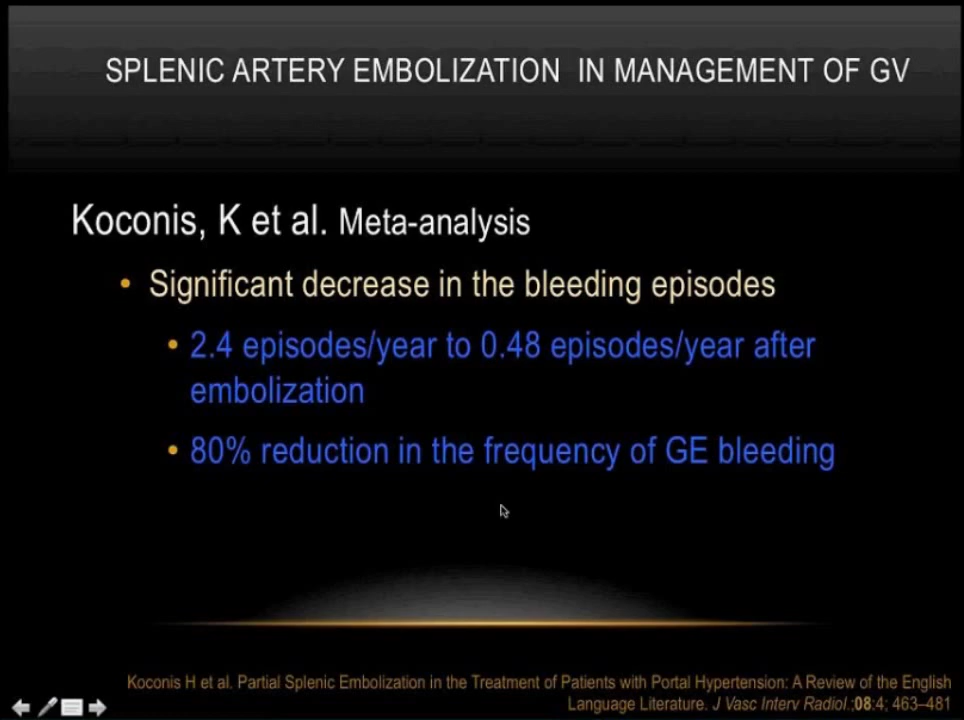 SPLENIC ARTERY EMBOLIZATION IN MANAGEMENT OF GV
Koconis, K et al. Meta-analysis
• Significant decrease in the bleeding episodes
• 2.4 episodes/year to 0.48 episodes/year after
embolization
• 80% reduction in the frequency of GE bleeding
Koconis H et al. Partial Splenic Embolization in the Treatment of Patients with Portal Hypertension: A Review of the English
Language Literature. J Vasc Interv Radiol.;08:4; 463–481